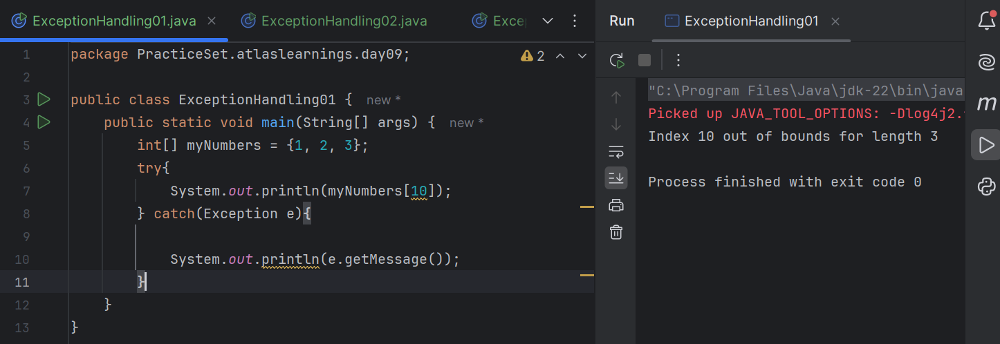 ExceptionHandling01.java
ExceptionHandling02.java
Exce
1 package PracticeSet.atlaslearnings.day09;
2
3 public class ExceptionHandling01 { new *
4 public static void main(String[] args) { new *
5 int[] myNumbers = {1, 2, 3};
6 try{
7 System.out.println(myNumbers[10]);
8 } catch(Exception e){
9
10 System.out.println(e.getMessage());
11 }
12 }
13 }
2
Run ExceptionHandling01
"C:\Program Files\Java\jdk-22\bin\java
Picked up JAVA_TOOL_OPTIONS: -Dlog4j2.
Index 10 out of bounds for length 3
Process finished with exit code 0
m